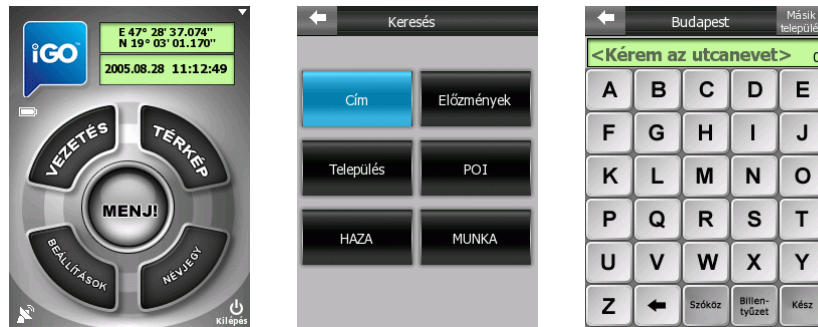 iGO
E 47° 28' 37.074"
N 19° 03' 01.170"
2005.08.28 11:12:49
VEZETÉS
TÉRKÉP
MENJ!
BEÁLLÍTÁSOK
NÉVJEGY
Kilépés
Keresés
Cím
Előzmények
Település
POI
HAZA
MUNKA
Budapest
Másik
települé
<Kérem az utcanevet>
A B C D E
F G H I J
K L M N O
P Q R S T
U V W X Y
Z Szóköz Billen-
tyűzet Kész